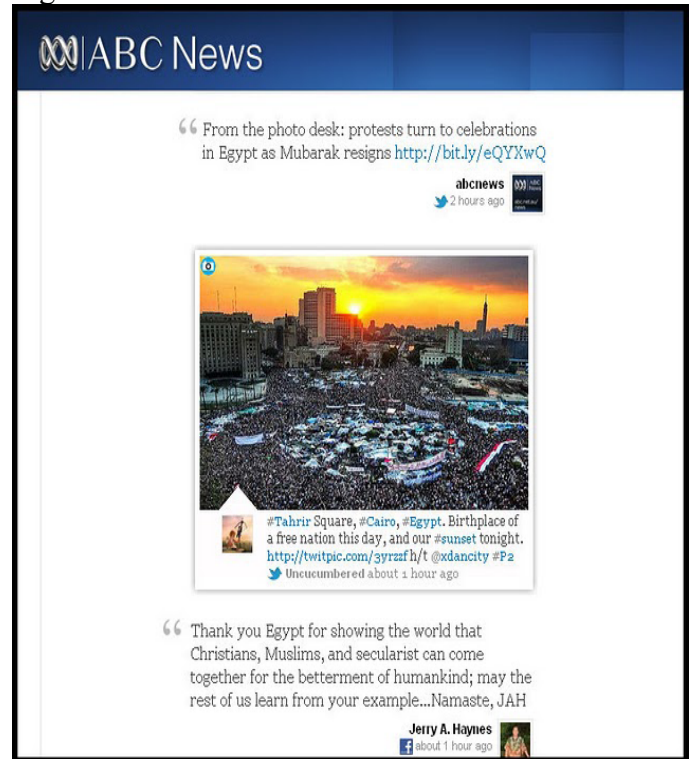 ABC News
“ From the photo desk: protests turn to celebrations
in Egypt as Mubarak resigns http://bit.ly/eQYXwQ
abcnews
2 hours ago
#Tahrir Square, #Cairo, #Egypt. Birthplace of
a free nation this day, and our #sunset tonight.
http://twitpic.com/3yrzzf h/t @xdancity #P2
Uncucumbered about 1 hour ago
“ Thank you Egypt for showing the world that
Christians, Muslims, and secularist can come
together for the betterment of humankind; may the
rest of us learn from your example...Namaste, JAH
Jerry A. Haynes
about 1 hour ago